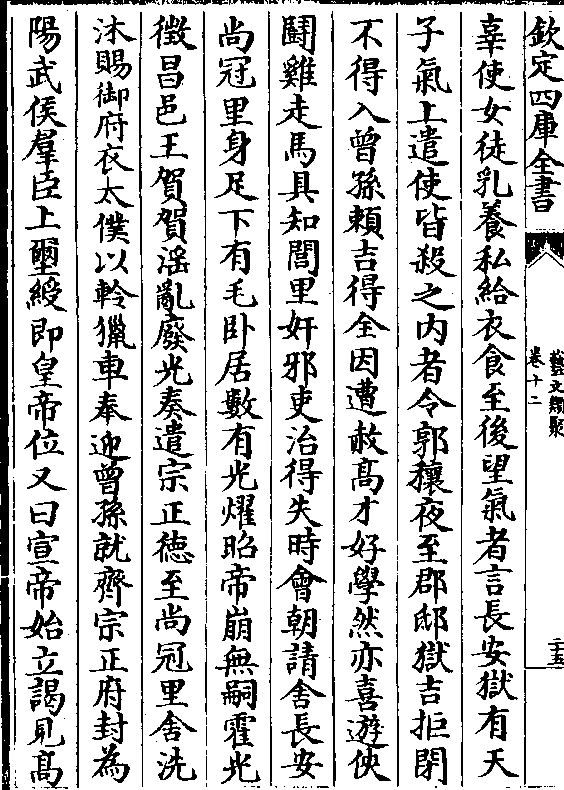 欽定四庫全書
藝文類聚
卷十二
二十五
辜使女徒乳養私給衣食至後望氣者言長安獄有天
子氣上遣使皆殺之内者令郭穰夜至郡邸獄吉拒閉
不得入曾孫頼吉得全因遭赦髙才好學然亦喜遊俠
鬬雞走馬具知閭里奸邪吏治得失時會朝請舍長安
尚冠里身足下有毛卧居數有光燿昭帝崩無嗣霍光
徵昌邑王賀賀淫亂廢光奏遣宗正徳至尚冠里舍洗
沐賜御府衣太僕以軨獵車奉迎曾孫就齊宗正府封為
陽武侯羣臣上璽綬即皇帝位又曰宣帝始立謁見髙